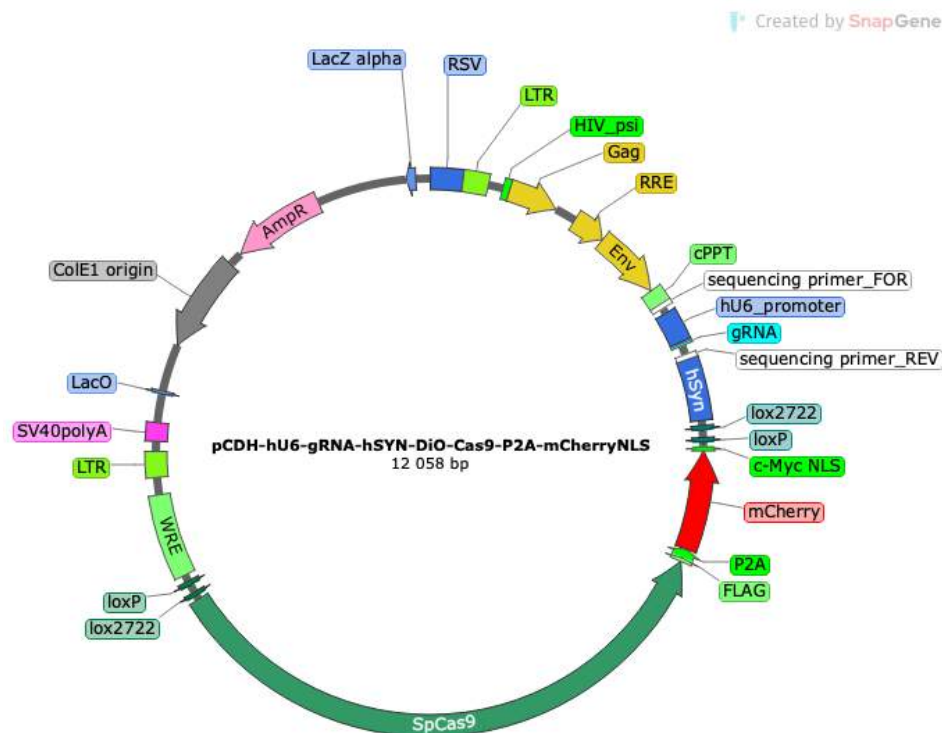 Created by SnapGene
LacZ alpha
RSV
LTR
HIV_psi
Gag
RRE
Env
cPPT
sequencing primer_FOR
hU6_promoter
gRNA
sequencing primer_REV
hSyn
lox2722
loxP
c-Myc NLS
mCherry
P2A
FLAG
SpCas9
lox2722
loxP
WRE
LTR
SV40polyA
LacO
ColE1 origin
AmpR
pCDH-hU6-gRNA-hSYN-DiO-Cas9-P2A-mCherryNLS
12 058 bp